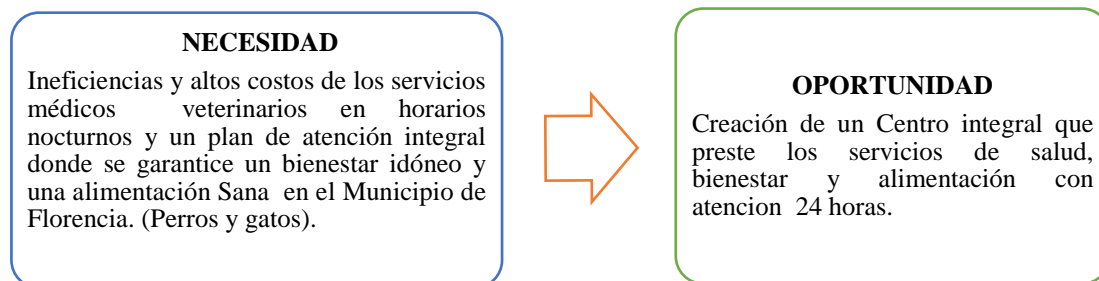 NECESIDAD
Ineficiencias y altos costos de los servicios
médicos veterinarios en horarios
nocturnos y un plan de atención integral
donde se garantice un bienestar idóneo y
una alimentación Sana en el Municipio de
Florencia. (Perros y gatos).
OPORTUNIDAD
Creación de un Centro integral que
preste los servicios de salud,
bienestar y alimentación con
atencion 24 horas.